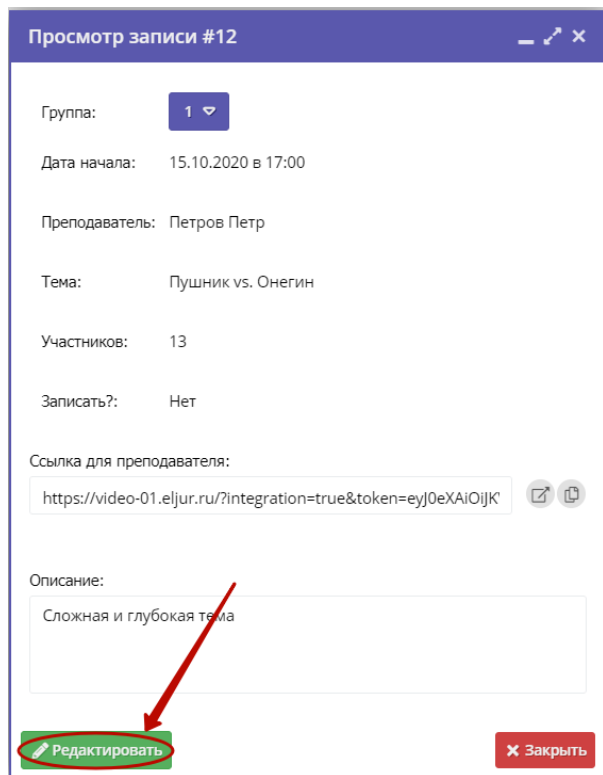 Просмотр записи #12
Группа: 1
Дата начала: 15.10.2020 в 17:00
Преподаватель: Петров Петр
Тема: Пушник vs. Онегин
Участников: 13
Записать?: Нет
Ссылка для преподавателя:
https://video-01.eljur.ru/?integration=true&token=eyJ0eXAiOiJK
Описание:
Сложная и глубокая тема
Редактировать Закрыть